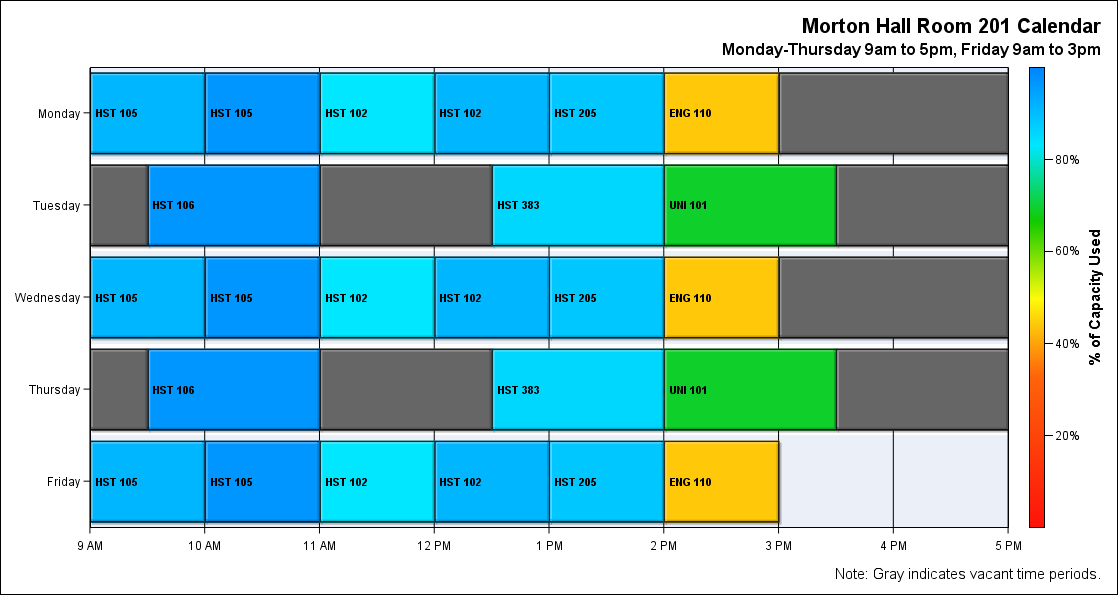 Morton Hall Room 201 Calendar
Monday-Thursday 9am to 5pm, Friday 9am to 3pm
Monday HST 105 HST 105 HST 102 HST 102 HST 205 ENG 110
80%
Tuesday HST 106 HST 383 UNI 101
60%
% of Capacity Used
Wednesday HST 105 HST 105 HST 102 HST 102 HST 205 ENG 110
40%
Thursday HST 106 HST 383 UNI 101
20%
Friday HST 105 HST 105 HST 102 HST 102 HST 205 ENG 110
9 AM 10 AM 11 AM 12 PM 1 PM 2 PM 3 PM 4 PM 5 PM
Note: Gray indicates vacant time periods.